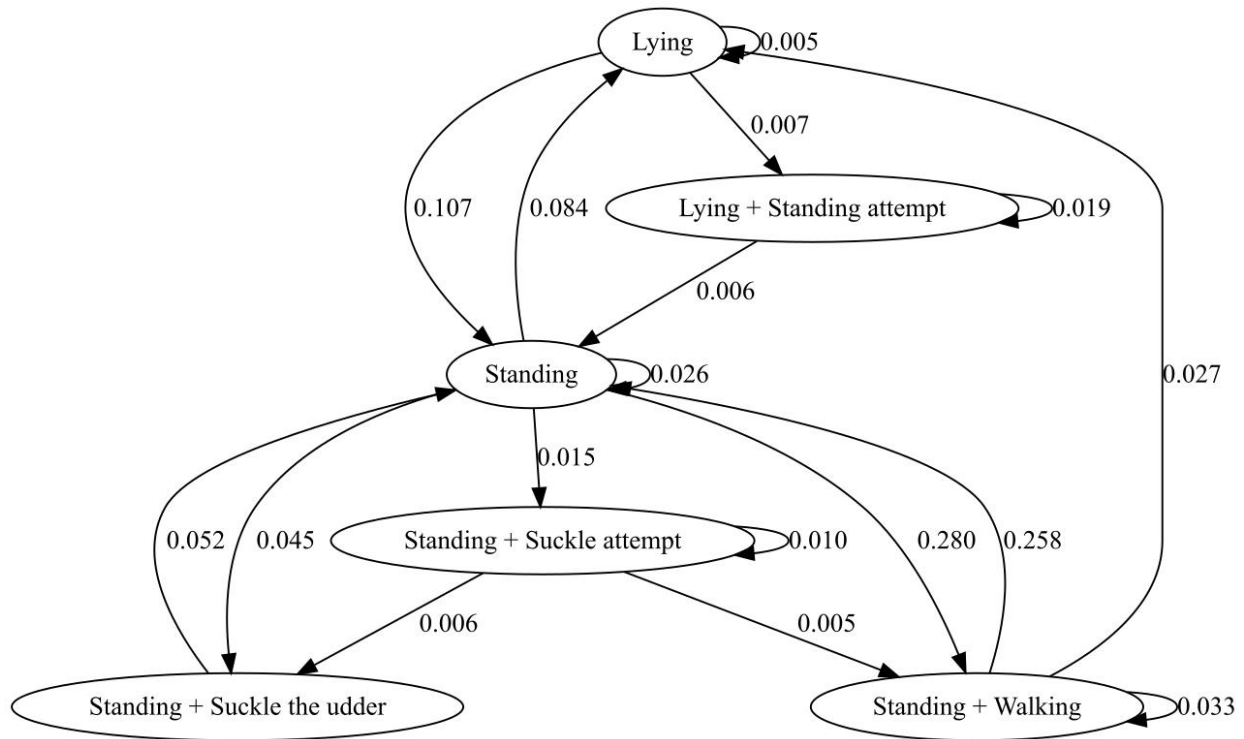 Lying
0.005
0.007
0.107
0.084
Lying + Standing attempt
0.019
0.006
Standing
0.026
0.027
0.015
0.052
0.045
Standing + Suckle attempt
0.010
0.280
0.258
0.006
0.005
Standing + Suckle the udder
Standing + Walking
0.033